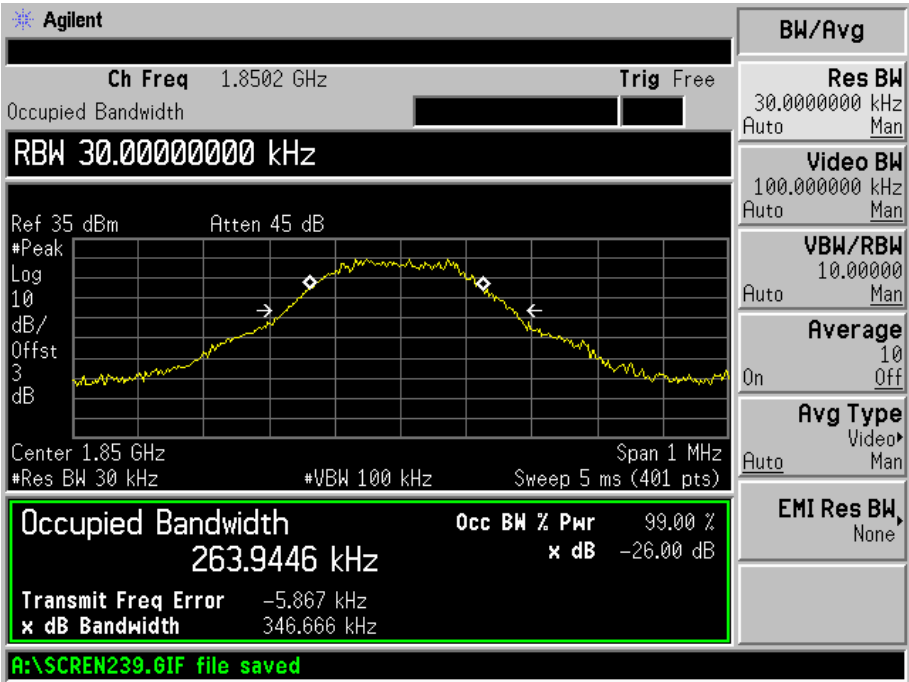 Agilent
BW/Avg
Ch Freq 1.8502 GHz Trig Free
Occupied Bandwidth
RBW 30.00000000 kHz
Ref 35 dBm Atten 45 dB
#Peak
Log
10
dB/
Offst
3
dB
Center 1.85 GHz Span 1 MHz
#Res BW 30 kHz #VBW 100 kHz Sweep 5 ms (401 pts)
Occupied Bandwidth
263.9446 kHz
Occ BW % Pwr 99.00 %
x dB -26.00 dB
Transmit Freq Error -5.867 kHz
x dB Bandwidth 346.666 kHz
A:\SCREN239.GIF file saved
Res BW
30.0000000 kHz
Auto Man
Video BW
100.000000 kHz
Auto Man
VBW/RBW
10.00000
Auto Man
Average
10
On Off
Avg Type
Video
Auto Man
EMI Res BW
None